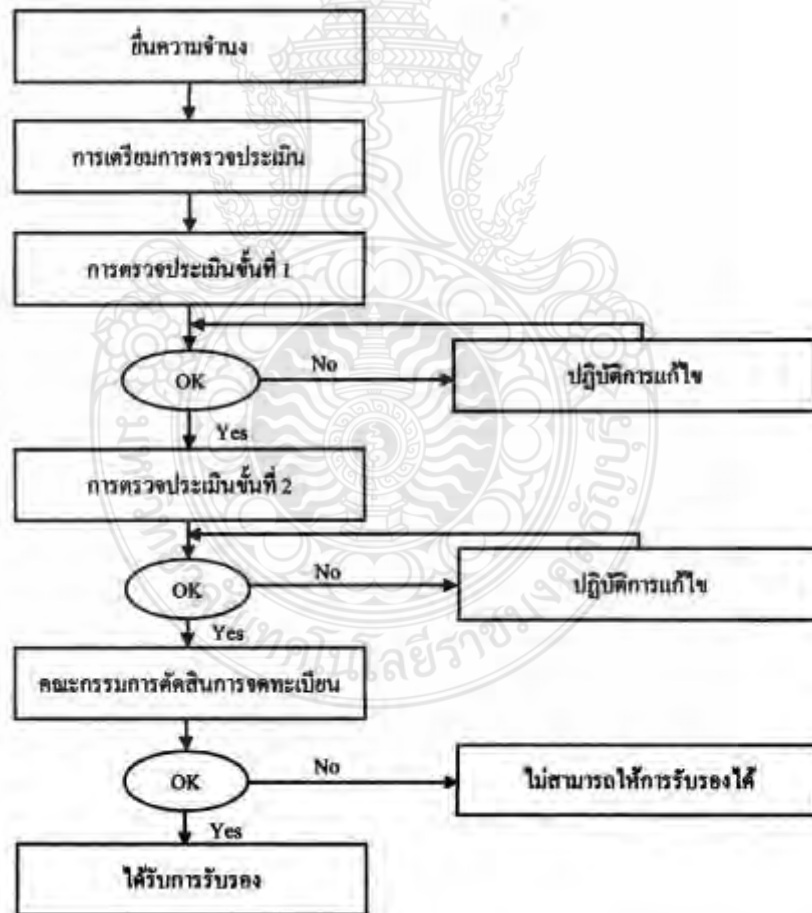 ยื่นความจำนง
การเตรียมการตรวจประเมิน
การตรวจประเมินขั้นที่ 1
OK
No
ปฏิบัติการแก้ไข
Yes
การตรวจประเมินขั้นที่ 2
OK
No
ปฏิบัติการแก้ไข
Yes
คณะกรรมการตัดสินการจดทะเบียน
OK
No
ไม่สามารถให้การรับรองได้
Yes
ได้รับการรับรอง